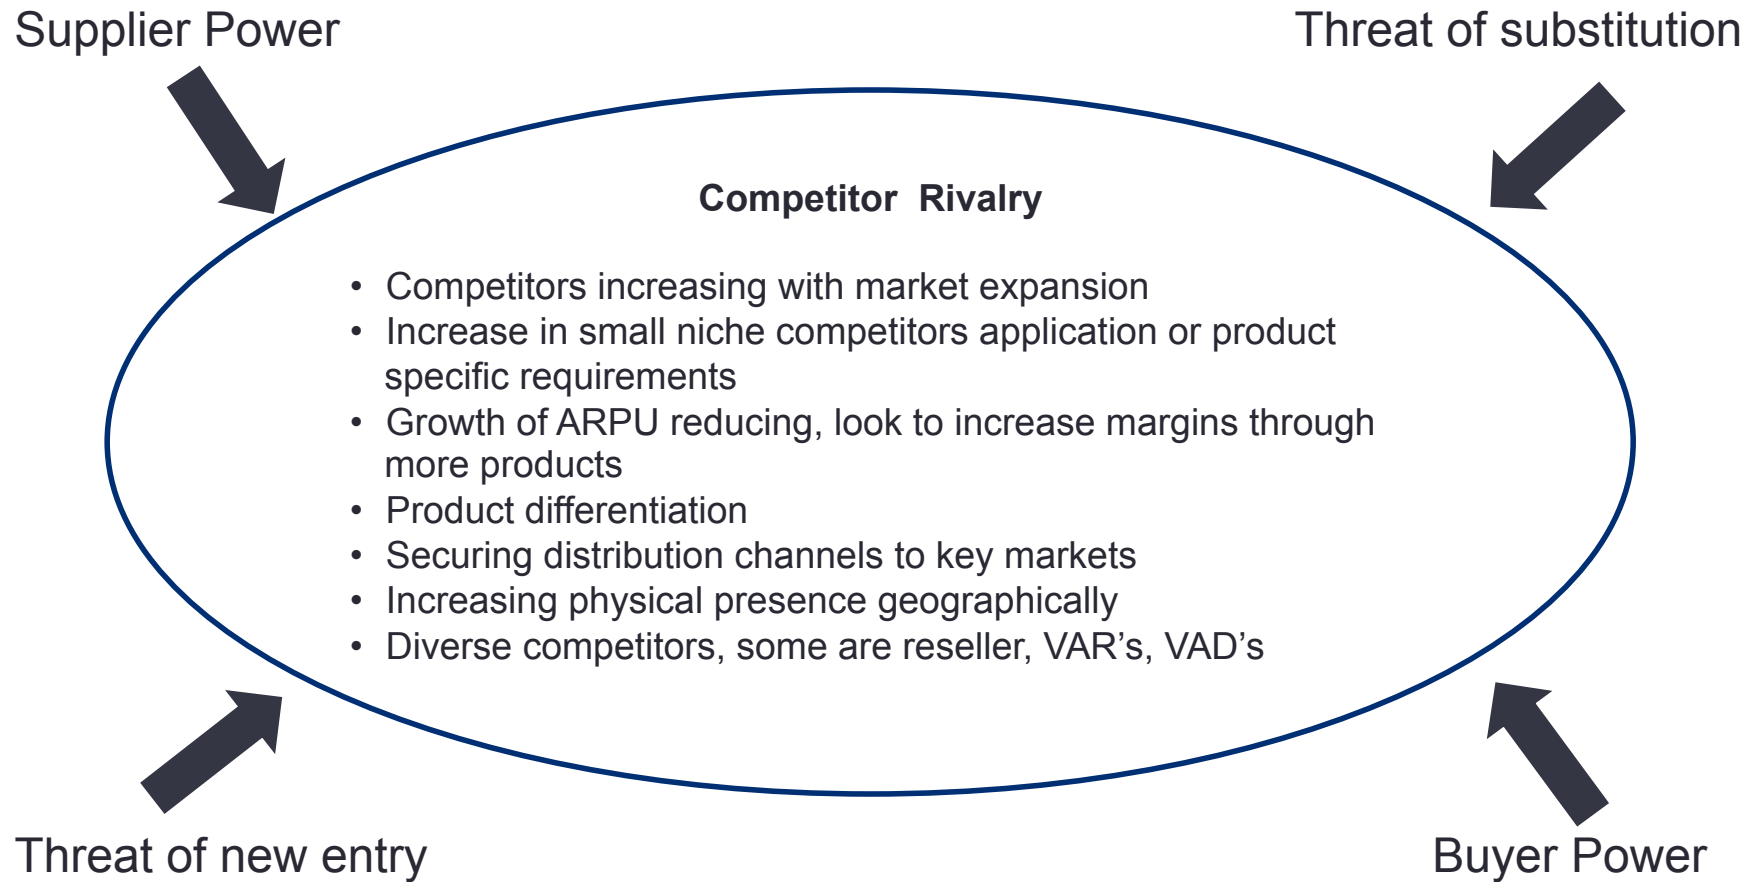 Supplier Power
Threat of substitution
Competitor  Rivalry
• Competitors increasing with market expansion
• Increase in small niche competitors application or product
specific requirements
• Growth of ARPU reducing, look to increase margins through
more products
• Product differentiation
• Securing distribution channels to key markets
• Increasing physical presence geographically
• Diverse competitors, some are reseller, VAR’s, VAD’s
Threat of new entry
Buyer Power